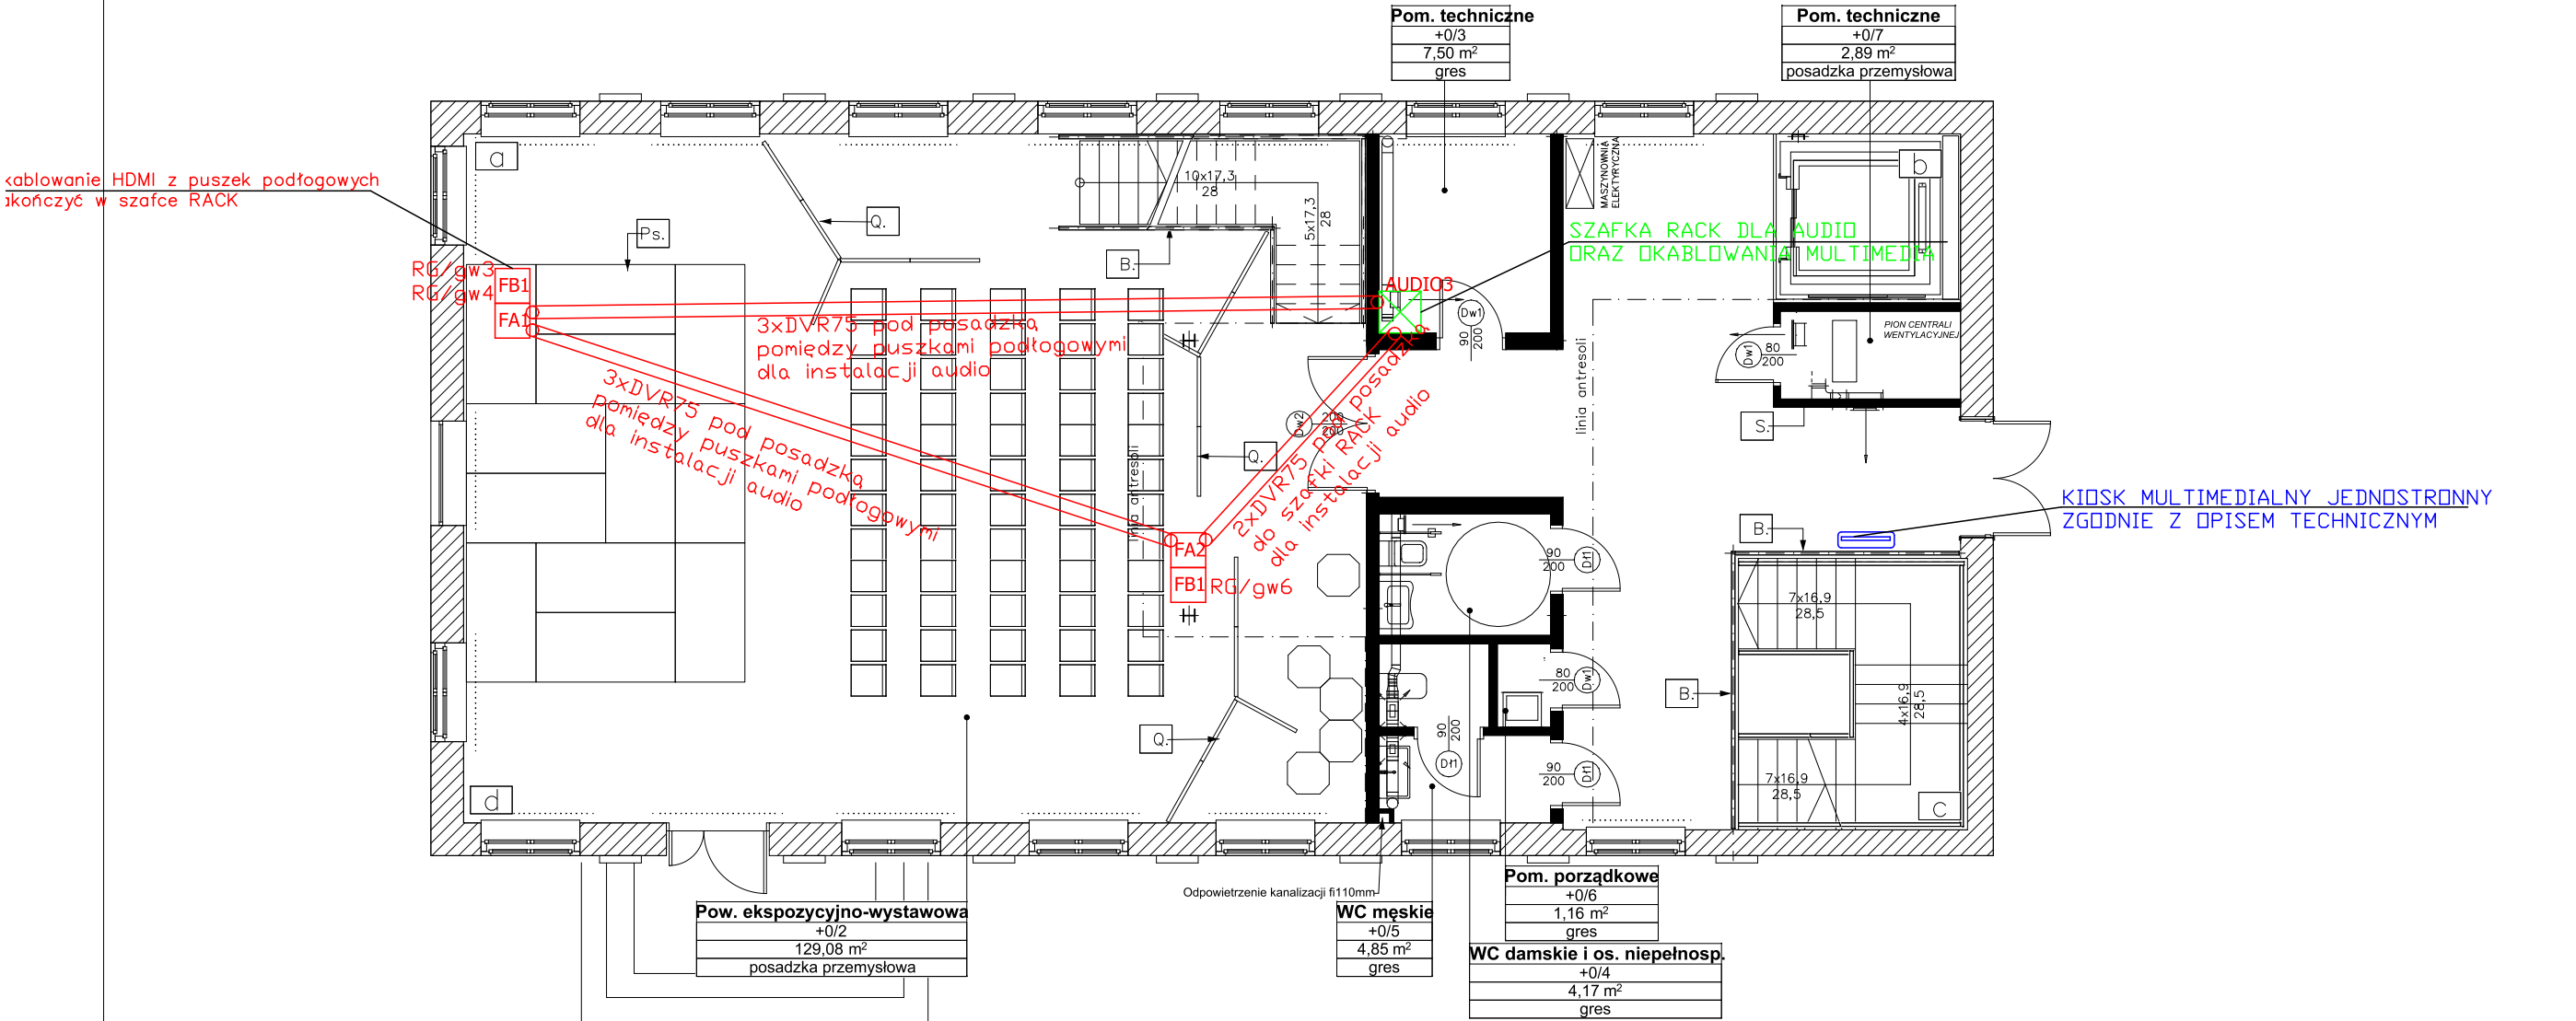 Pom. techniczne
+0/3
7,50 m²
gres
Pom. techniczne
+0/7
2,89 m²
posadzka przemysłowa
a
b
kablowanie HDMI z puszek podłogowych
akończyć w szafce RACK
Ps.
Q.
B.
10x17,3
28
5x17,3
28
MASZYNOWNIA
ELEKTRYCZNA
SZAFKA RACK DLA AUDIO
ORAZ OKABLOWANIA MULTIMEDIA
RG/gw3
RG/gw4
FB1
FA1
AUDIO3
Dw1
90
200
3xDVR75 pod posadzką
pomiędzy puszkami podłogowymi
dla instalacji audio
3xDVR75 pod posadzką
pomiędzy puszkami podłogowymi
dla instalacji audio
2xDVR75 pod posadzką
do szafki RACK
dla instalacji audio
PION CENTRALI
WENTYLACYJNEJ
Dw1
80
200
linia antresoli
linia antresoli
Dw2
200
200
S.
Q.
KIOSK MULTIMEDIALNY JEDNOSTRONNY
ZGODNIE Z OPISEM TECHNICZNYM
B.
FA2
FB1
RG/gw6
90
200
Dł1
7x16,9
28,5
80
200
Dw1
B.
4x16,9
28,5
Q.
90
200
Dł1
90
200
Dł1
7x16,9
28,5
d
c
Odpowietrzenie kanalizacji fi110mm
Pow. ekspozycyjno-wystawowa
+0/2
129,08 m²
posadzka przemysłowa
WC męskie
+0/5
4,85 m²
gres
Pom. porządkowe
+0/6
1,16 m²
gres
WC damskie i os. niepełnosp.
+0/4
4,17 m²
gres